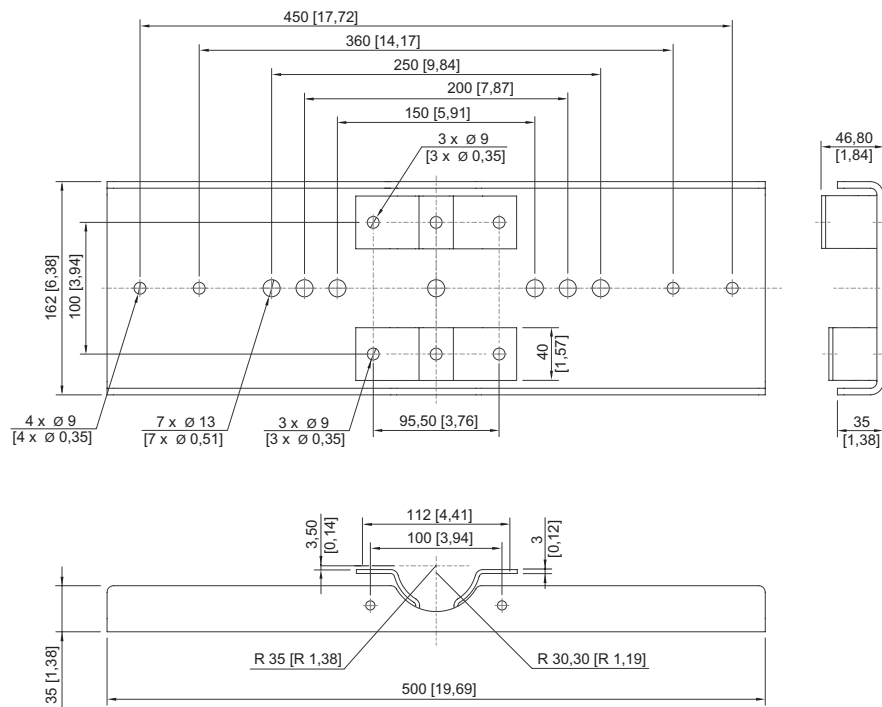 450 [17,72]
360 [14,17]
250 [9,84]
200 [7,87]
150 [5,91]
3 x Ø 9
[3 x Ø 0,35]
46,80
[1,84]
162 [6,38]
100 [3,94]
40
[1,57]
4 x Ø 9
[4 x Ø 0,35]
7 x Ø 13
[7 x Ø 0,51]
3 x Ø 9
[3 x Ø 0,35]
95,50 [3,76]
35
[1,38]
3,50
[0,14]
112 [4,41]
100 [3,94]
3
[0,12]
35 [1,38]
R 35 [R 1,38]
R 30,30 [R 1,19]
500 [19,69]